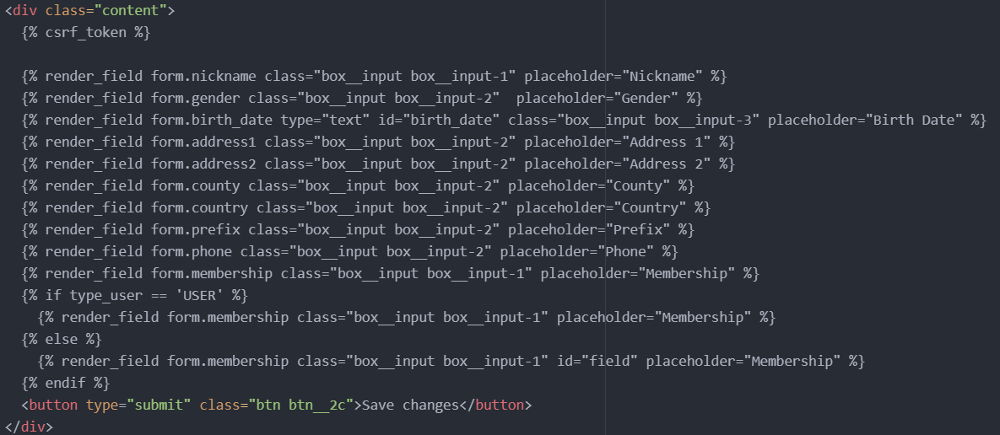 <div class="content">
{% csrf_token %}
{% render_field form.nickname class="box__input box__input-1" placeholder="Nickname" %}
{% render_field form.gender class="box__input box__input-2"  placeholder="Gender" %}
{% render_field form.birth_date type="text" id="birth_date" class="box__input box__input-3" placeholder="Birth Date" %}
{% render_field form.address1 class="box__input box__input-2" placeholder="Address 1" %}
{% render_field form.address2 class="box__input box__input-2" placeholder="Address 2" %}
{% render_field form.county class="box__input box__input-2" placeholder="County" %}
{% render_field form.country class="box__input box__input-2" placeholder="Country" %}
{% render_field form.prefix class="box__input box__input-2" placeholder="Prefix" %}
{% render_field form.phone class="box__input box__input-2" placeholder="Phone" %}
{% render_field form.membership class="box__input box__input-1" placeholder="Membership" %}
{% if type_user == 'USER' %}
{% render_field form.membership class="box__input box__input-1" placeholder="Membership" %}
{% else %}
{% render_field form.membership class="box__input box__input-1" id="field" placeholder="Membership" %}
{% endif %}
<button type="submit" class="btn btn__2c">Save changes</button>
</div>